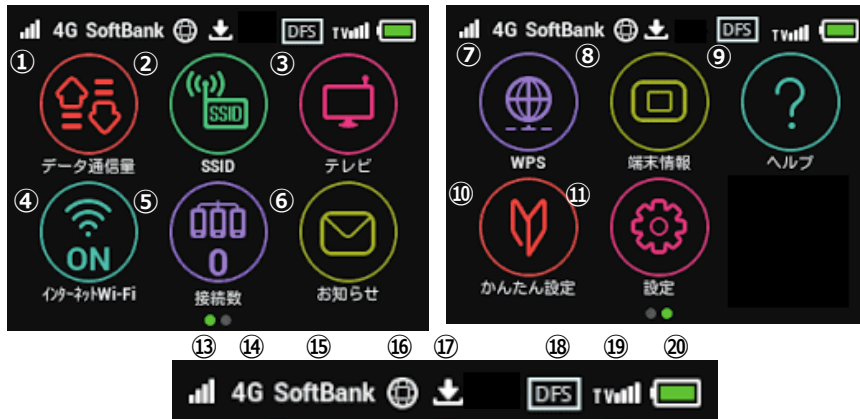 4G SoftBank DFS TV
4G SoftBank DFS TV
① ② ③
SSID
データ通信量 SSID テレビ
④ ⑤ ⑥
ON 0
インターネットWi-Fi 接続数 お知らせ
⑦ ⑧ ⑨
WPS 端末情報 ヘルプ
⑩ ⑪
かんたん設定 設定
⑬ ⑭ ⑮ ⑯ ⑰ ⑱ ⑲ ⑳
4G SoftBank DFS TV